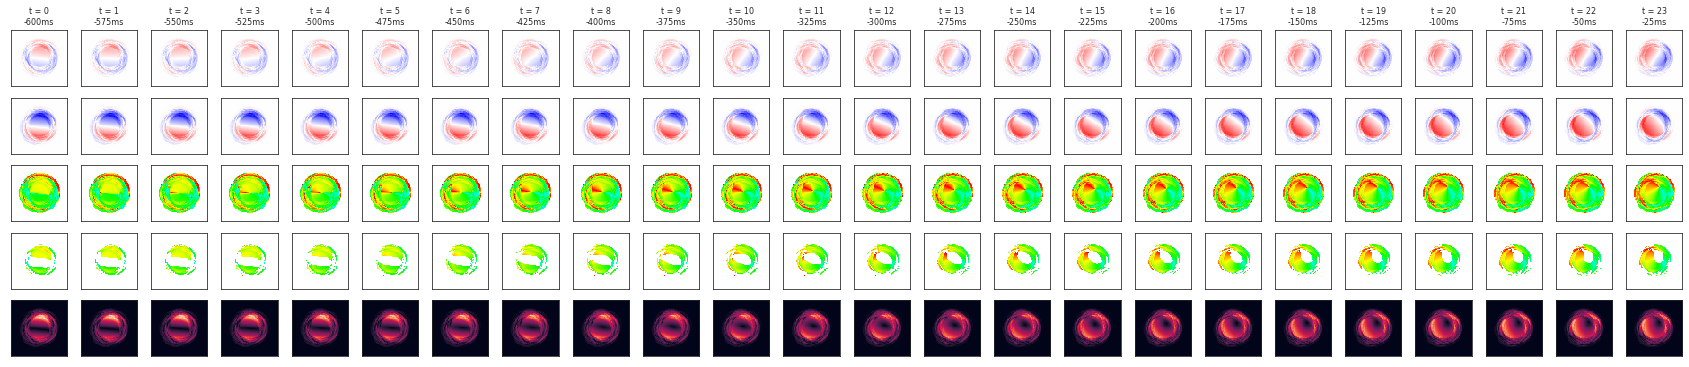 t = 0 t = 1 t = 2 t = 3 t = 4 t = 5 t = 6 t = 7 t = 8 t = 9 t = 10 t = 11 t = 12 t = 13 t = 14 t = 15 t = 16 t = 17 t = 18 t = 19 t = 20 t = 21 t = 22 t = 23
-600ms -575ms -550ms -525ms -500ms -475ms -450ms -425ms -400ms -375ms -350ms -325ms -300ms -275ms -250ms -225ms -200ms -175ms -150ms -125ms -100ms -75ms -50ms -25ms